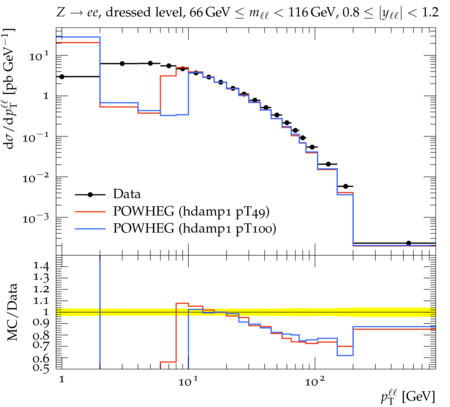 Z → ee, dressed level, 66 GeV ≤ mℓℓ < 116 GeV, 0.8 ≤ |yℓℓ| < 1.2
dσ/dpTℓℓ [pb GeV⁻¹]
10¹
1
10⁻¹
10⁻²
10⁻³
Data
POWHEG (hdamp1 pT49)
POWHEG (hdamp1 pT100)
MC/Data
1.4
1.3
1.2
1.1
1
0.9
0.8
0.7
0.6
0.5
1
10¹
10²
pTℓℓ [GeV]